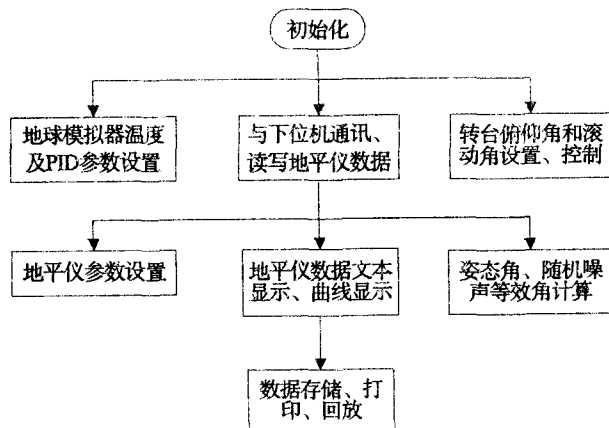 初始化
地球模拟器温度
及PID参数设置
与下位机通讯、
读写地平仪数据
转台俯仰角和滚
动角设置、控制
地平仪参数设置
地平仪数据文本
显示、曲线显示
姿态角、随机噪
声等效角计算
数据存储、打
印、回放